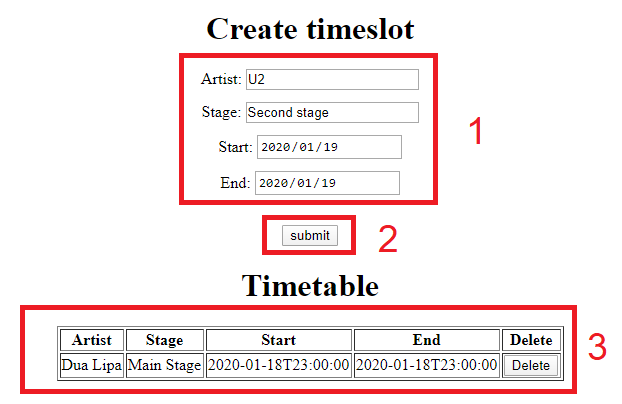 Create timeslot
Artist: U2
Stage: Second stage
1
Start: 2020/01/19
End: 2020/01/19
submit 2
Timetable
Artist Stage Start End Delete
3
Dua Lipa Main Stage 2020-01-18T23:00:00 2020-01-18T23:00:00 Delete